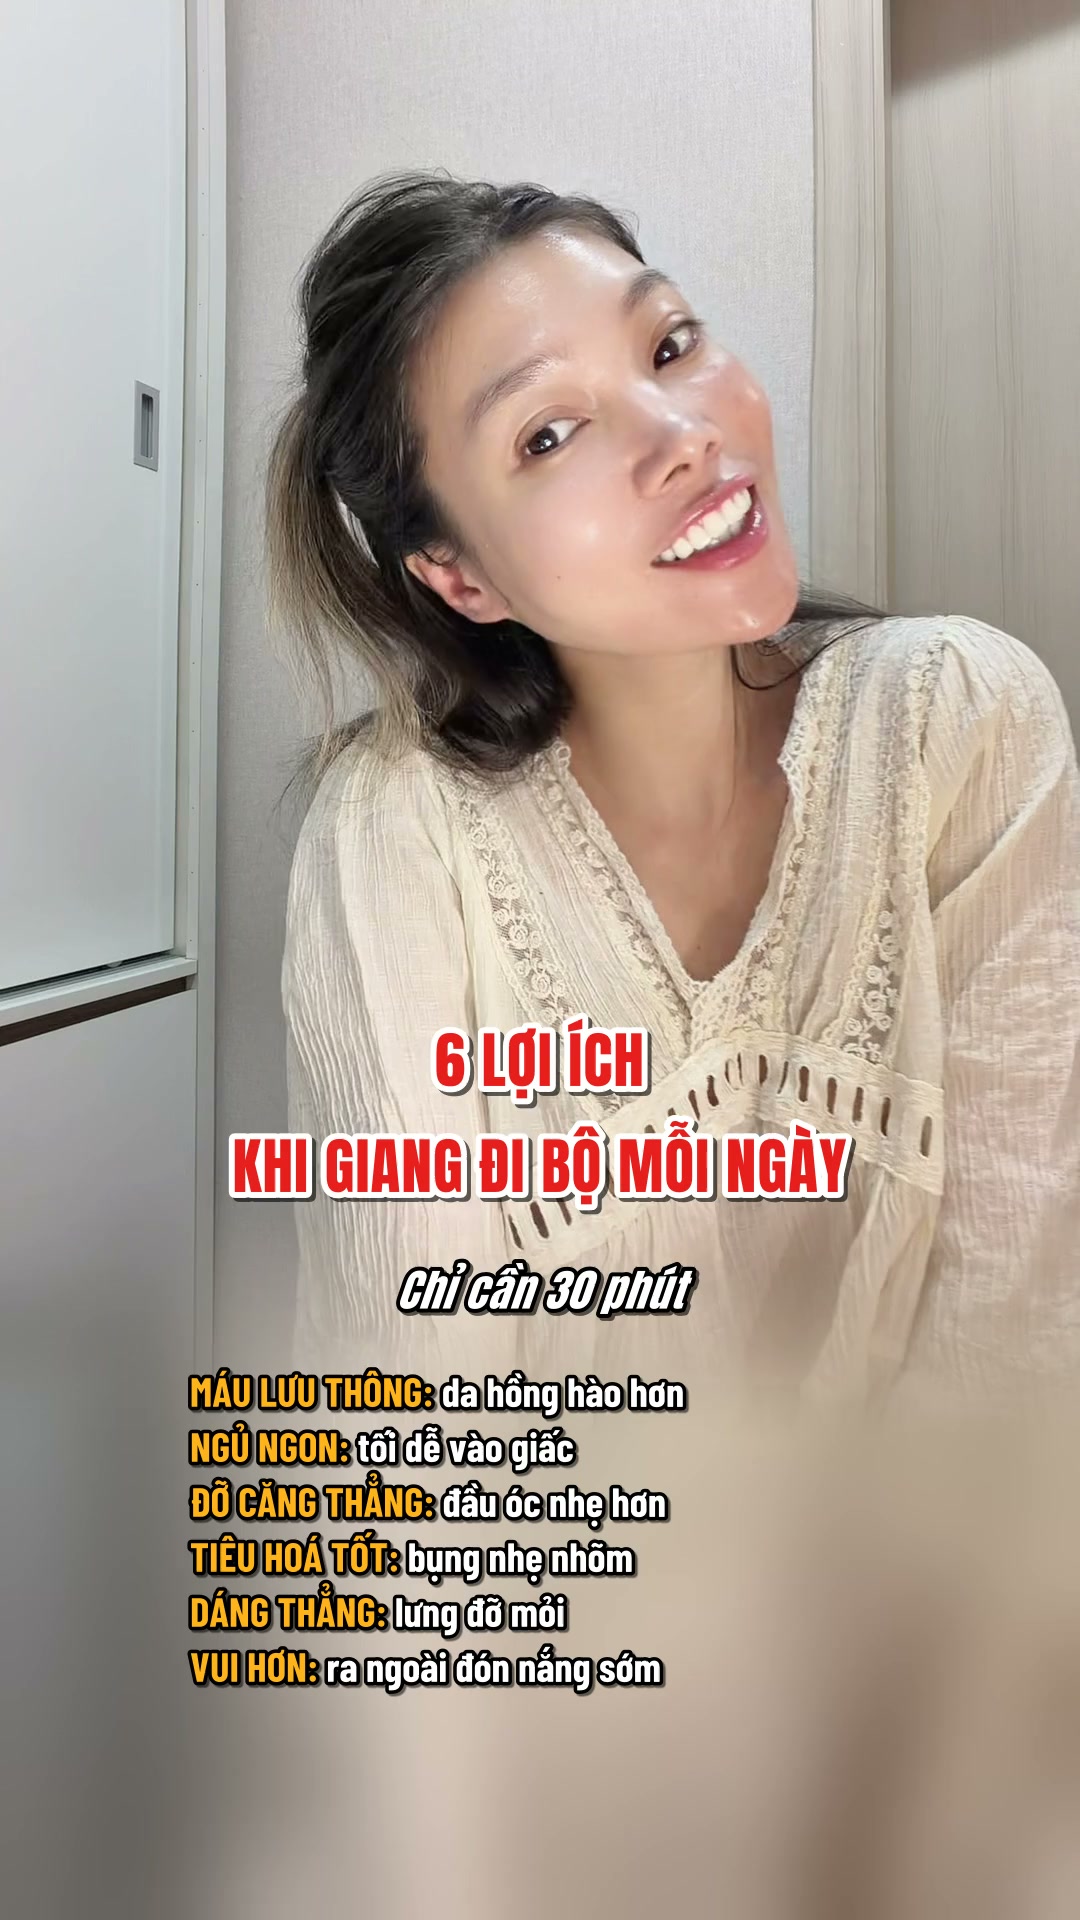 6 LỢI ÍCH
KHI GIANG ĐI BỘ MỖI NGÀY
Chỉ cần 30 phút
MÁU LƯU THÔNG: da hồng hào hơn
NGỦ NGON: tối dễ vào giấc
ĐỠ CĂNG THẲNG: đầu óc nhẹ hơn
TIÊU HOÁ TỐT: bụng nhẹ nhõm
DÁNG THẲNG: lưng đỡ mỏi
VUI HƠN: ra ngoài đón nắng sớm